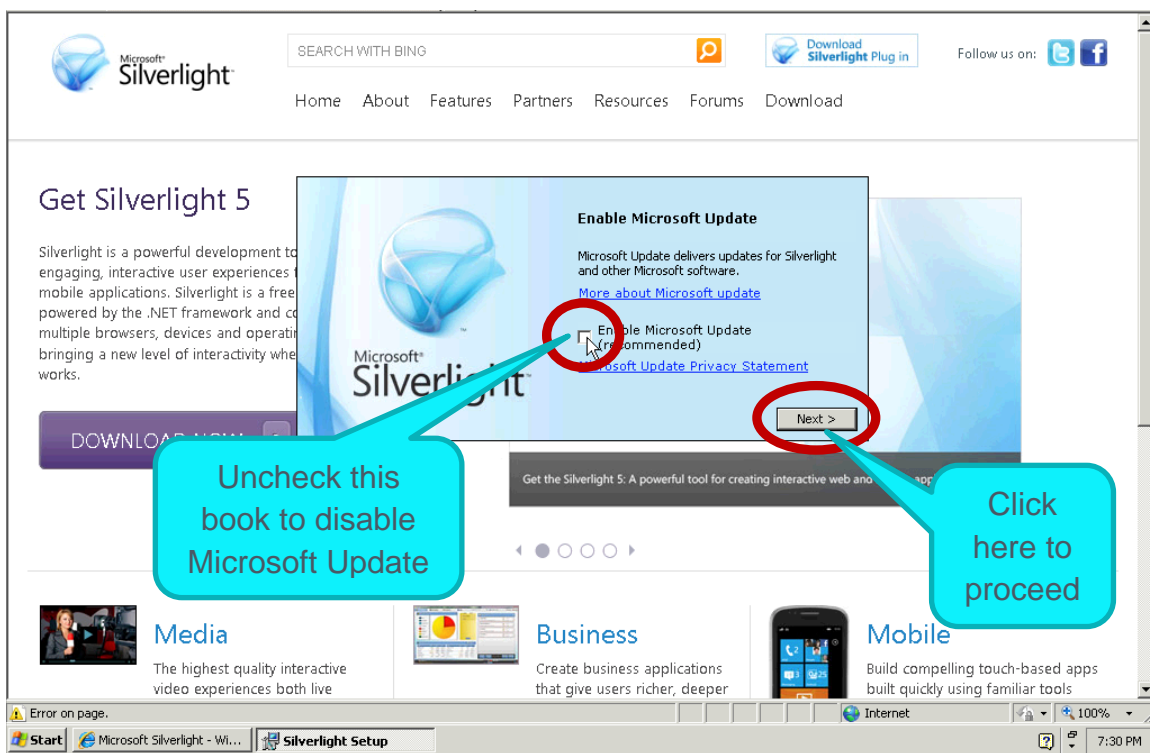 Microsoft
Silverlight
SEARCH WITH BING
Download
Silverlight Plug in
Follow us on:
Home About Features Partners Resources Forums Download
Get Silverlight 5
Silverlight is a powerful development to
engaging, interactive user experiences
mobile applications. Silverlight is a free
powered by the .NET framework and co
multiple browsers, devices and operati
bringing a new level of interactivity whe
works.
DOWNLOAD NOW
Microsoft
Silverlight
Enable Microsoft Update
Microsoft Update delivers updates for Silverlight
and other Microsoft software.
More about Microsoft update
Enable Microsoft Update
(recommended)
Microsoft Update Privacy Statement
Next >
Uncheck this
book to disable
Microsoft Update
Click
here to
proceed
Get the Silverlight 5: A powerful tool for creating interactive web and app
Media
The highest quality interactive
video experiences both live
Business
Create business applications
that give users richer, deeper
Mobile
Build compelling touch-based apps
built quickly using familiar tools
Error on page.
Internet
100%
Start
Microsoft Silverlight - Wi...
Silverlight Setup
7:30 PM